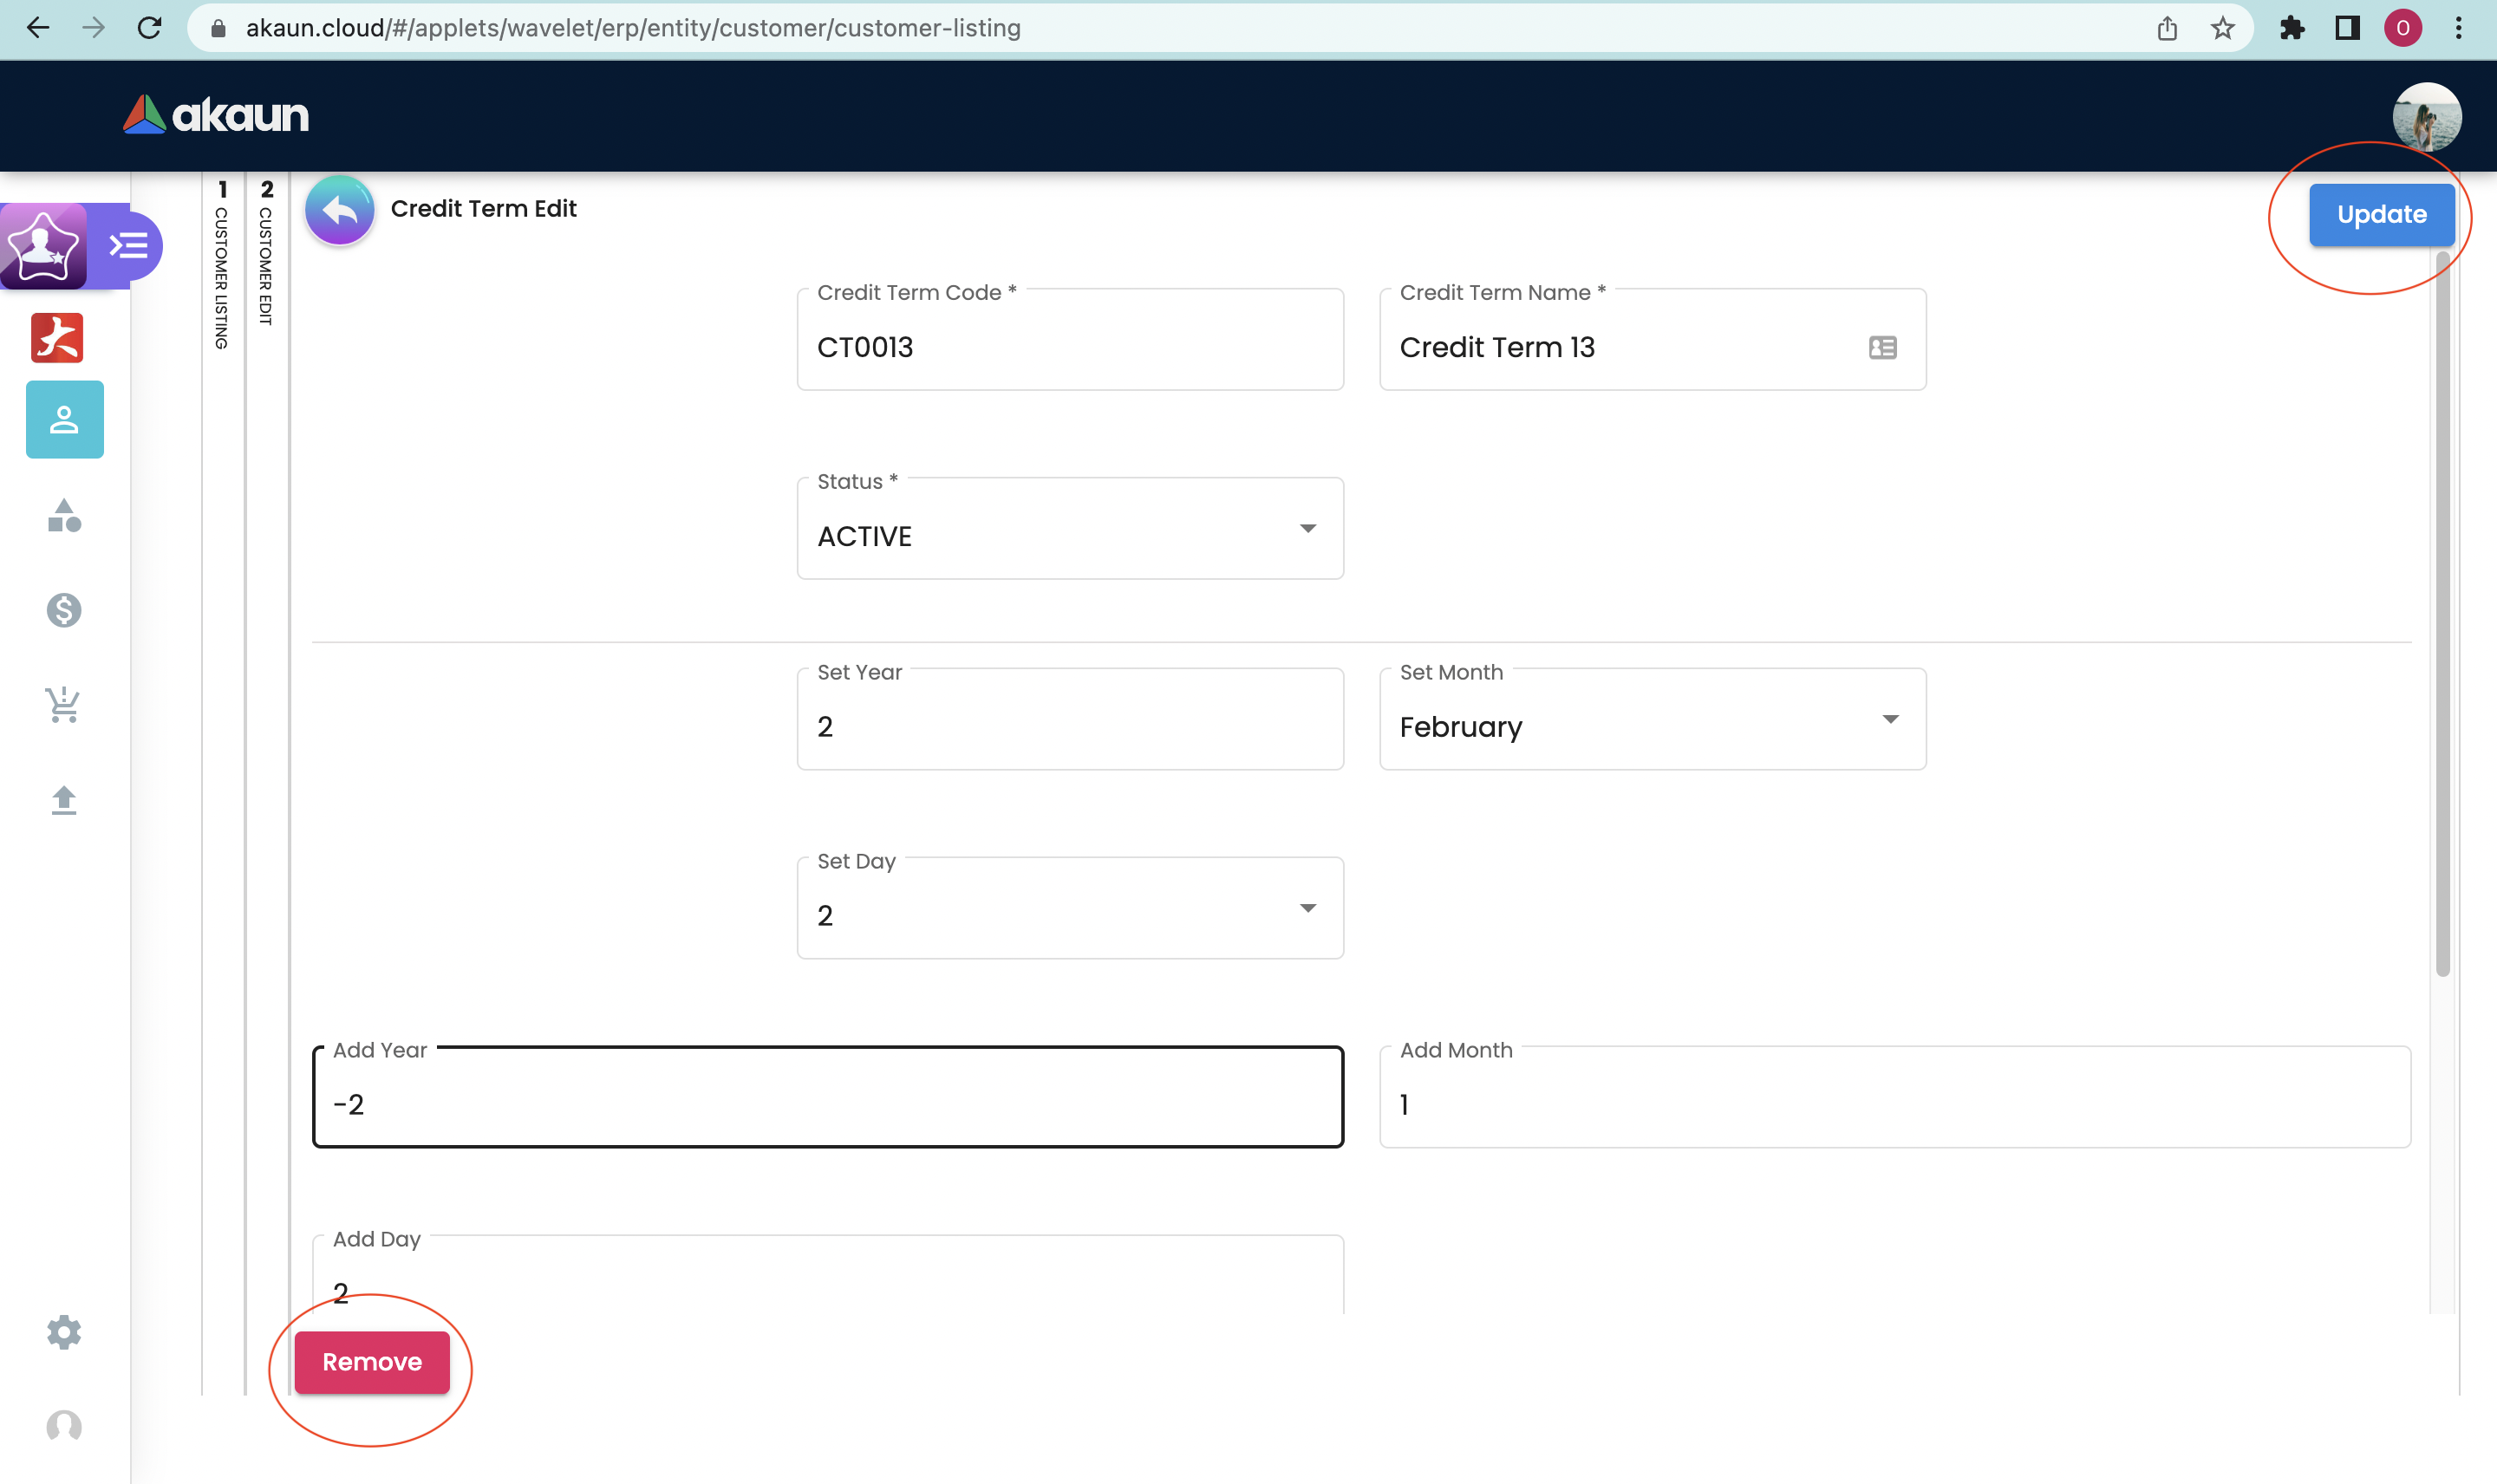 akaun.cloud/#/applets/wavelet/erp/entity/customer/customer-listing
O
akaun
1 CUSTOMER LISTING
2 CUSTOMER EDIT
Credit Term Edit
Update
Credit Term Code *
CT0013
Credit Term Name *
Credit Term 13
Status *
ACTIVE
Set Year
2
Set Month
February
Set Day
2
Add Year
-2
Add Month
1
Add Day
2
Remove